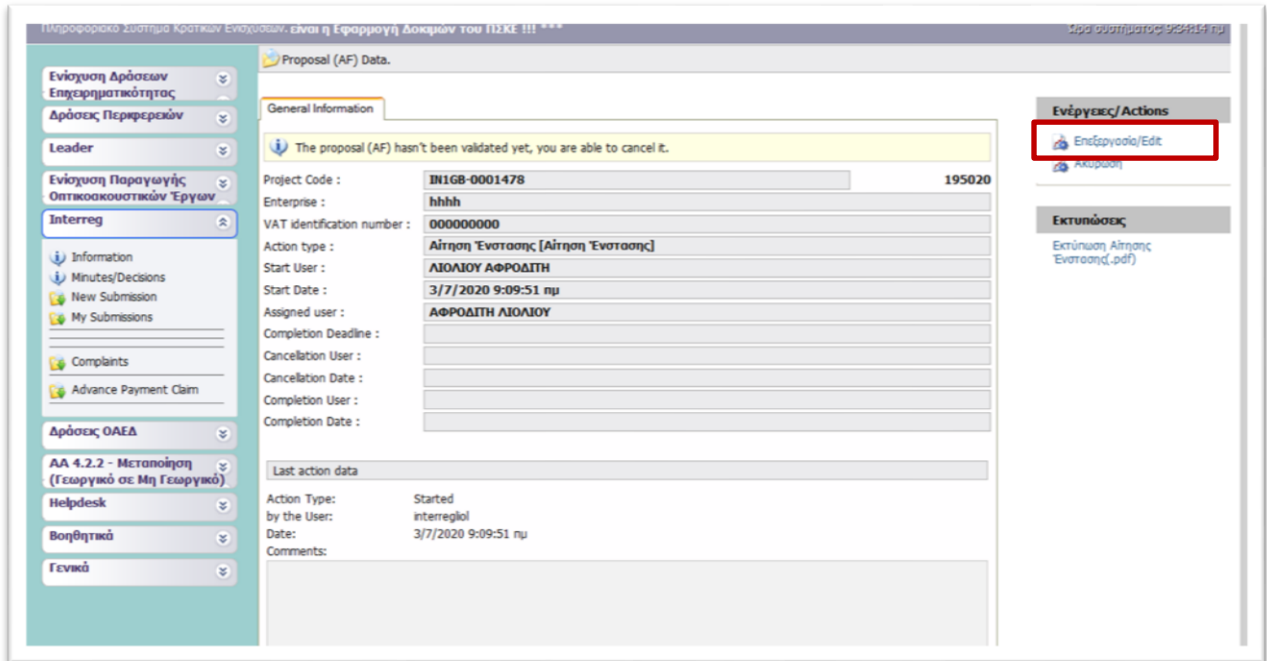 Πληροφοριακό Σύστημα Κρατικών Ενισχύσεων. είναι η Εφαρμογή Δοκιμών του ΠΣΚΕ !!! ***
Ώρα συστήματος: 9:34:14 πμ
Ενίσχυση Δράσεων
Επιχειρηματικότητας
Δράσεις Περιφερειών
Leader
Ενίσχυση Παραγωγής
Οπτικοακουστικών Έργων
Interreg
Information
Minutes/Decisions
New Submission
My Submissions
Complaints
Advance Payment Claim
Δράσεις ΟΑΕΔ
ΑΑ 4.2.2 - Μεταποίηση
(Γεωργικό σε Μη Γεωργικό)
Helpdesk
Βοηθητικά
Γενικά
Proposal (AF) Data.
General Information
The proposal (AF) hasn't been validated yet, you are able to cancel it.
Project Code : IN1GB-0001478 195020
Enterprise : hhhh
VAT identification number : 000000000
Action type : Αίτηση Ένστασης [Αίτηση Ένστασης]
Start User : ΛΙΟΛΙΟΥ ΑΦΡΟΔΙΤΗ
Start Date : 3/7/2020 9:09:51 πμ
Assigned user : ΑΦΡΟΔΙΤΗ ΛΙΟΛΙΟΥ
Completion Deadline :
Cancellation User :
Cancellation Date :
Completion User :
Completion Date :
Last action data
Action Type: Started
by the User: interregliol
Date: 3/7/2020 9:09:51 πμ
Comments:
Ενέργειες/Actions
Επεξεργασία/Edit
Ακύρωση
Εκτυπώσεις
Εκτύπωση Αίτησης
Ένστασης(.pdf)